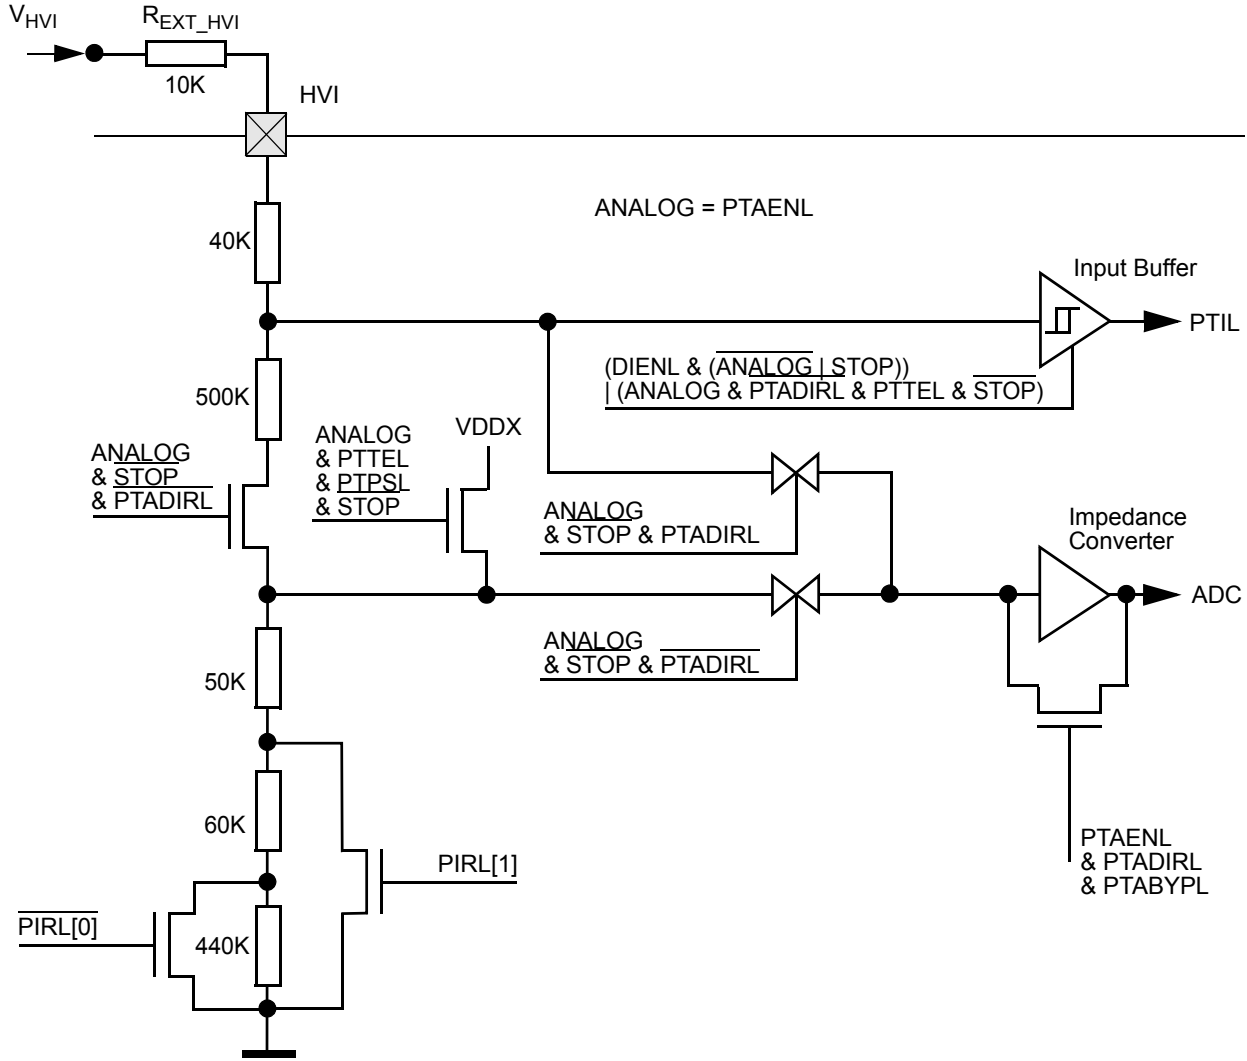 VHVI
REXT_HVI
10K
HVI
40K
ANALOG = PTAENL
Input Buffer
PTIL
(DIENL & (ANALOG | STOP))
| (ANALOG & PTADIRL & PTTEL & STOP)
500K
VDDX
ANALOG
& PTTEL
& PTPSL
& STOP
ANALOG
& STOP
& PTADIRL
ANALOG
& STOP & PTADIRL
Impedance
Converter
ADC
ANALOG
& STOP & PTADIRL
50K
60K
PIRL[1]
PTAENL
& PTADIRL
& PTABYPL
PIRL[0]
440K